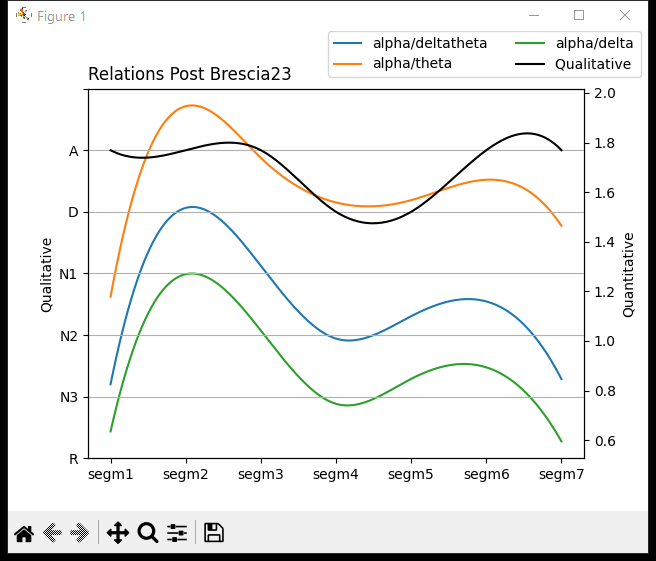 Figure 1
alpha/deltatheta
alpha/theta
alpha/delta
Qualitative
Relations Post Brescia23
A
D
N1
N2
N3
R
Qualitative
2.0
1.8
1.6
1.4
1.2
1.0
0.8
0.6
Quantitative
segm1 segm2 segm3 segm4 segm5 segm6 segm7